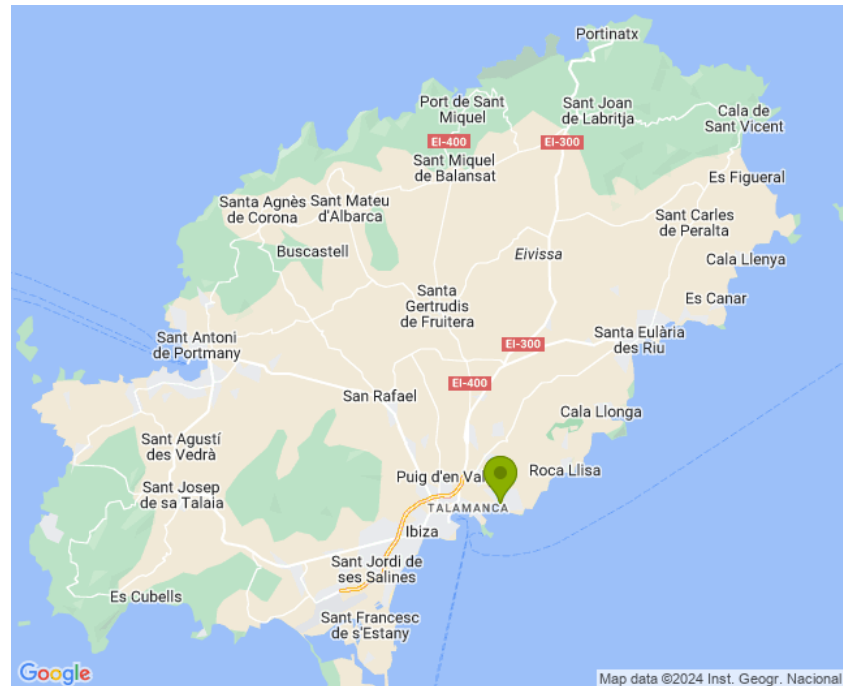 Portinatx
Port de Sant
Miquel
Sant Joan
de Labritja
Cala de
Sant Vicent
EI-400
EI-300
Sant Miquel
de Balansat
Es Figueral
Santa Agnès
de Corona
Sant Mateu
d'Albarca
Sant Carles
de Peralta
Buscastell
Eivissa
Cala Llenya
Santa
Gertrudis
de Fruitera
Es Canar
Sant Antoni
de Portmany
Santa Eulària
des Riu
EI-300
EI-400
San Rafael
Cala Llonga
Sant Agustí
des Vedrà
Puig d'en Val
Roca Llisa
Sant Josep
de sa Talaia
TALAMANCA
Ibiza
Sant Jordi de
ses Salines
Es Cubells
Sant Francesc
de s'Estany
Google
Map data ©2024 Inst. Geogr. Nacional